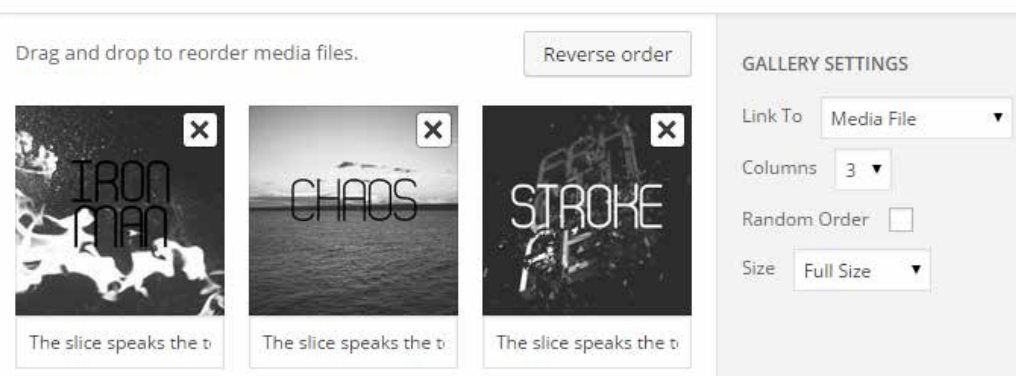 Drag and drop to reorder media files.
Reverse order
IRON
MAN
CHAOS
STROKE
The slice speaks the t
The slice speaks the t
The slice speaks the t
GALLERY SETTINGS
Link To Media File
Columns 3
Random Order
Size Full Size